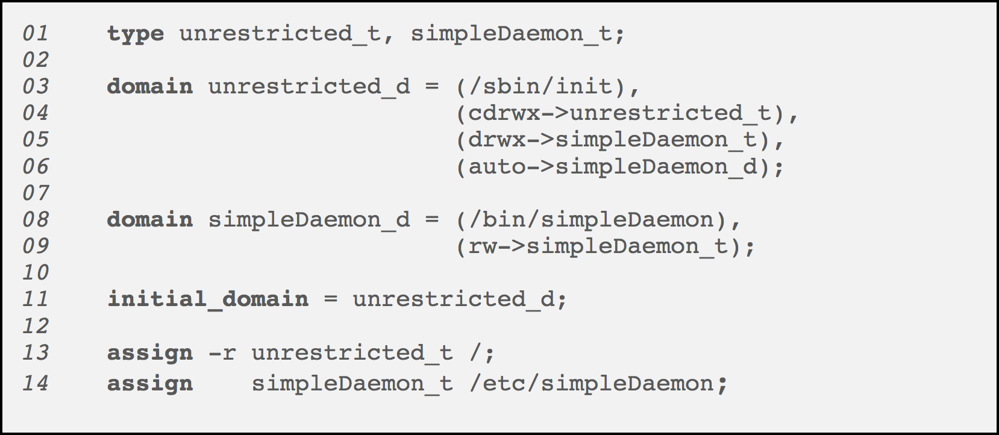 01 type unrestricted_t, simpleDaemon_t;
02
03 domain unrestricted_d = (/sbin/init),
04 (cdrwx->unrestricted_t),
05 (drwx->simpleDaemon_t),
06 (auto->simpleDaemon_d);
07
08 domain simpleDaemon_d = (/bin/simpleDaemon),
09 (rw->simpleDaemon_t);
10
11 initial_domain = unrestricted_d;
12
13 assign -r unrestricted_t /;
14 assign simpleDaemon_t /etc/simpleDaemon;